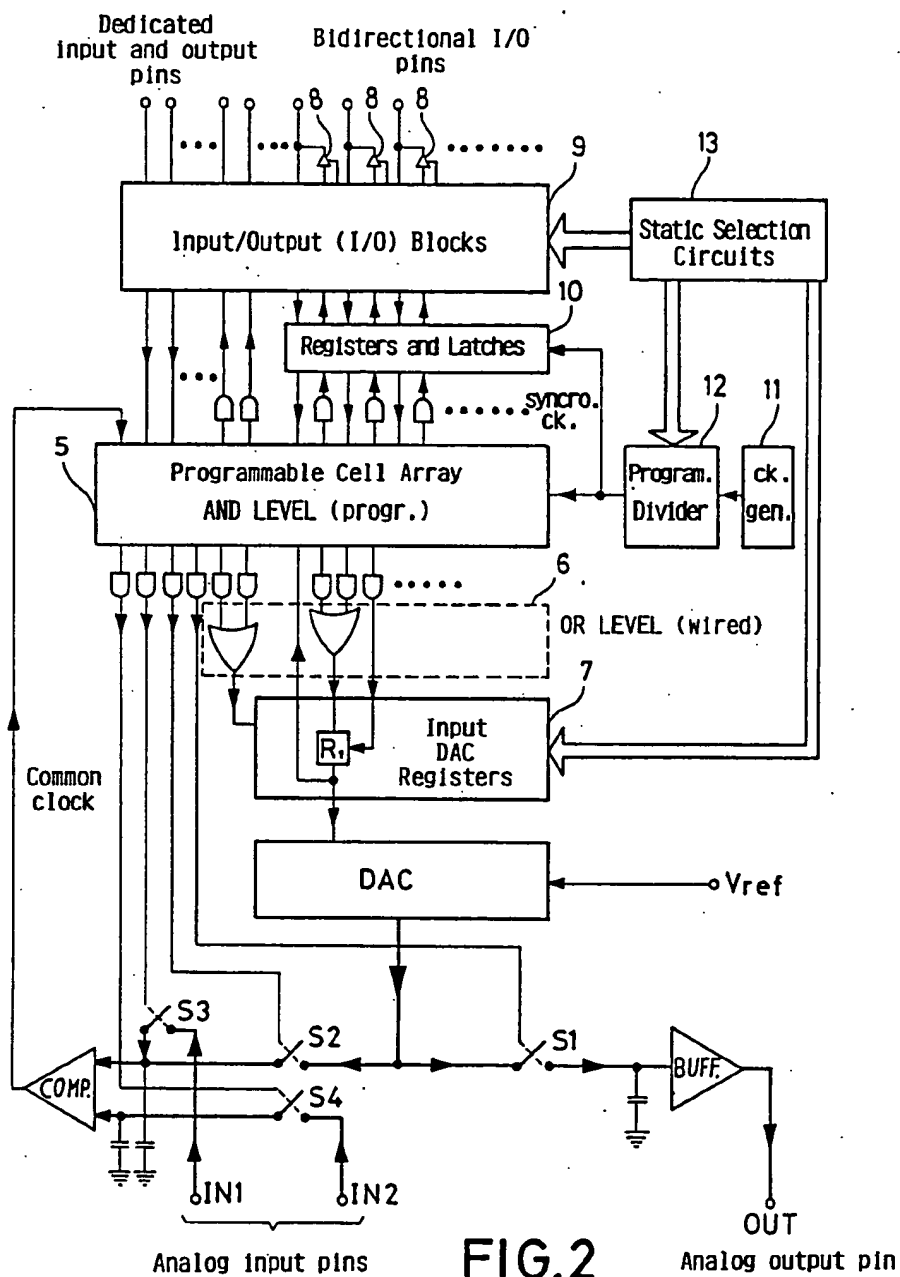 Dedicated
input and output
pins
Bidirectional I/O
pins
8
8
8
9
13
Input/Output (I/O) Blocks
Static Selection
Circuits
10
Registers and Latches
syncro.
ck.
12
11
5
Programmable Cell Array
AND LEVEL (progr.)
Program.
Divider
ck.
gen.
6
OR LEVEL (wired)
7
Input
DAC
Registers
R1
Common
clock
DAC
Vref
S3
S2
S1
COMP.
S4
BUFF.
IN1
IN2
OUT
Analog input pins
FIG.2
Analog output pin